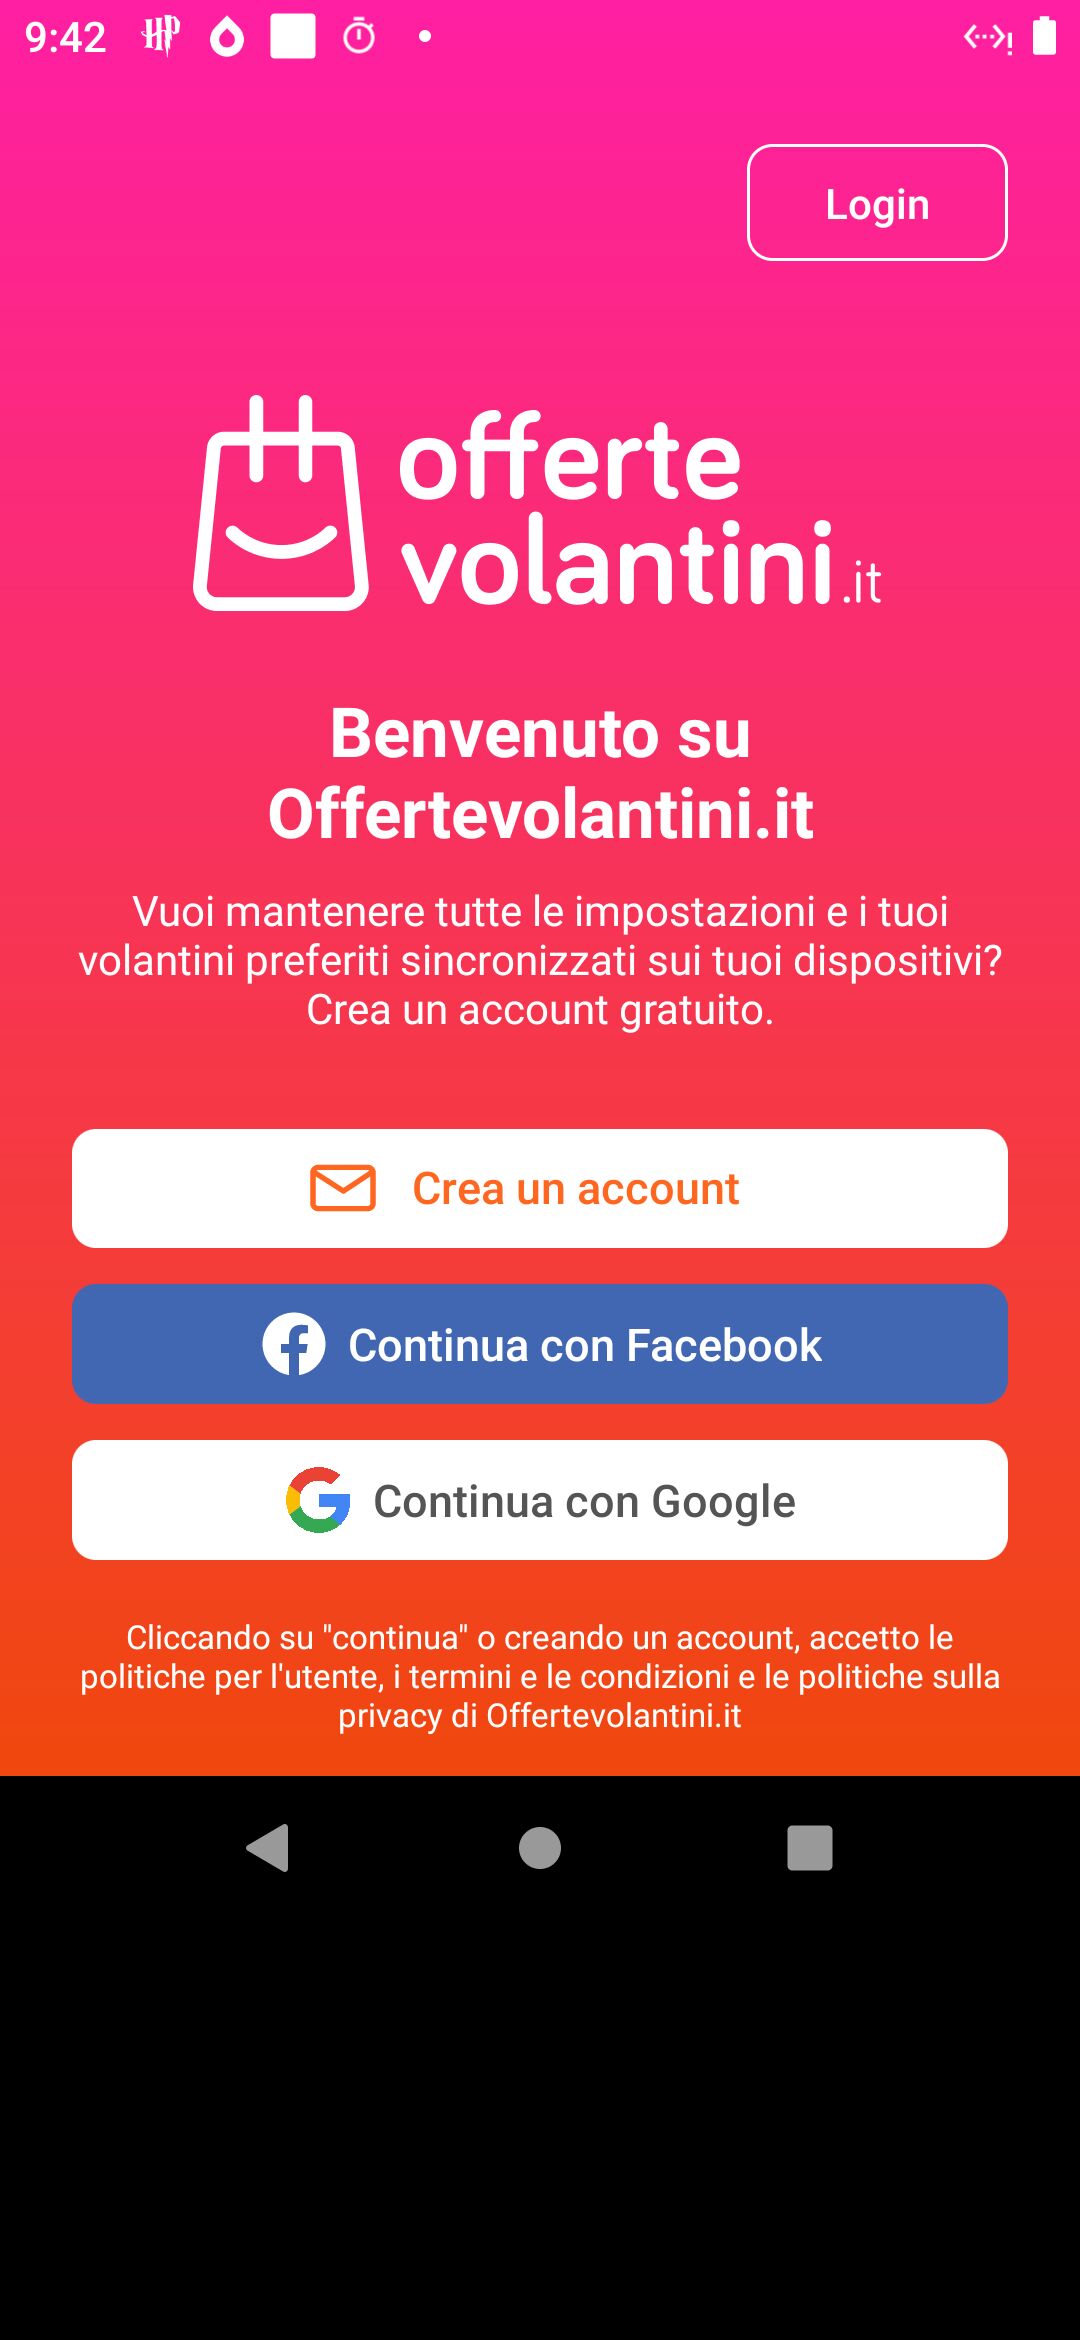 9:42
Login
offerte
volantini.it
Benvenuto su
Offertevolantini.it
Vuoi mantenere tutte le impostazioni e i tuoi
volantini preferiti sincronizzati sui tuoi dispositivi?
Crea un account gratuito.
Crea un account
Continua con Facebook
Continua con Google
Cliccando su "continua" o creando un account, accetto le
politiche per l'utente, i termini e le condizioni e le politiche sulla
privacy di Offertevolantini.it